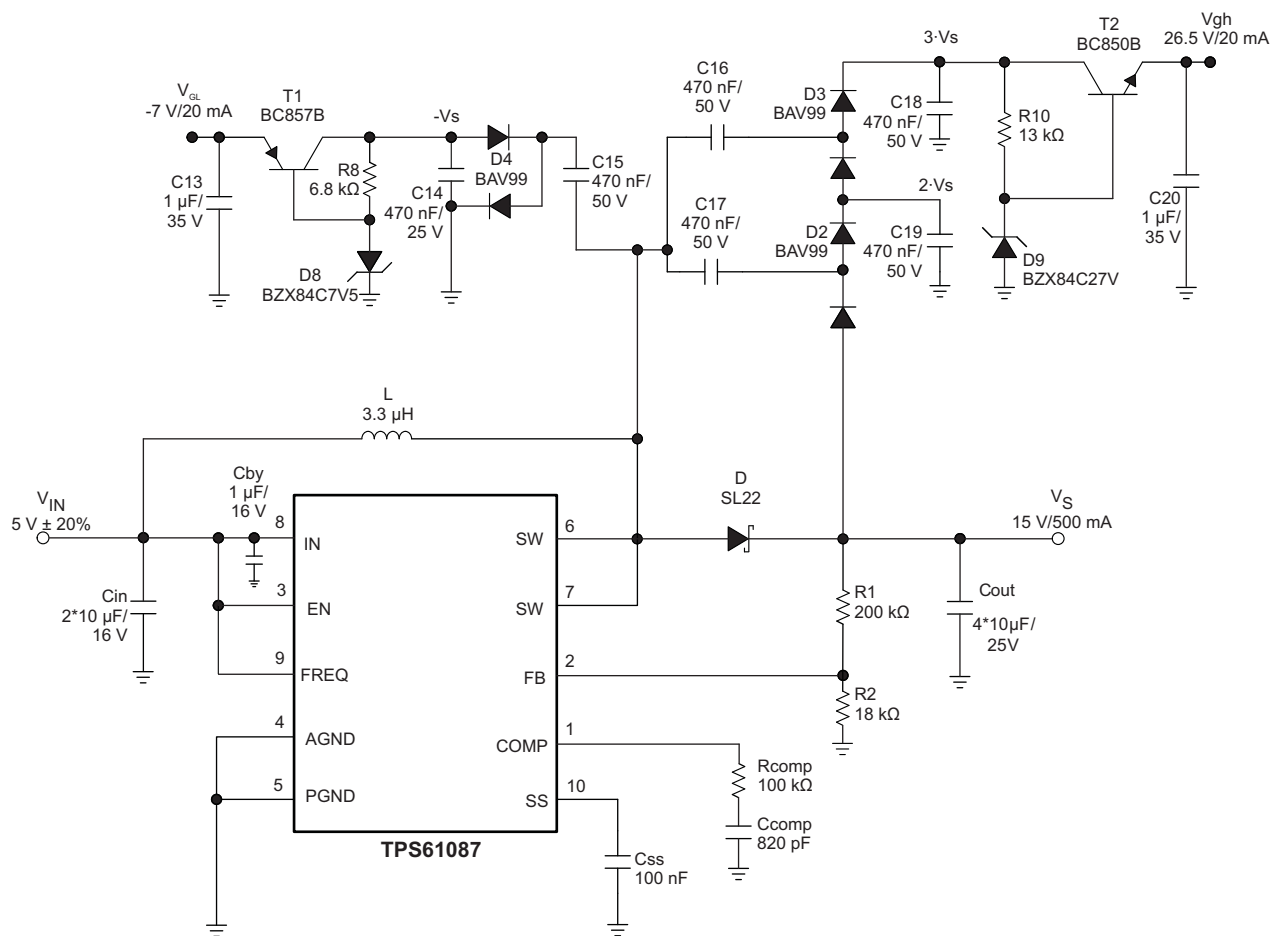 V_GL
-7 V/20 mA
T1
BC857B
C13
1 µF/
35 V
R8
6.8 kΩ
D8
BZX84C7V5
-Vs
C14
470 nF/
25 V
D4
BAV99
C15
470 nF/
50 V
C16
470 nF/
50 V
C17
470 nF/
50 V
D3
BAV99
D2
BAV99
3·Vs
C18
470 nF/
50 V
2·Vs
C19
470 nF/
50 V
R10
13 kΩ
D9
BZX84C27V
T2
BC850B
Vgh
26.5 V/20 mA
C20
1 µF/
35 V
L
3.3 µH
V_IN
5 V ± 20%
Cin
2*10 µF/
16 V
Cby
1 µF/
16 V
8
IN
3
EN
9
FREQ
4
AGND
5
PGND
SW
6
SW
7
FB
2
COMP
1
SS
10
TPS61087
D
SL22
V_S
15 V/500 mA
R1
200 kΩ
R2
18 kΩ
Cout
4*10µF/
25V
Rcomp
100 kΩ
Ccomp
820 pF
Css
100 nF